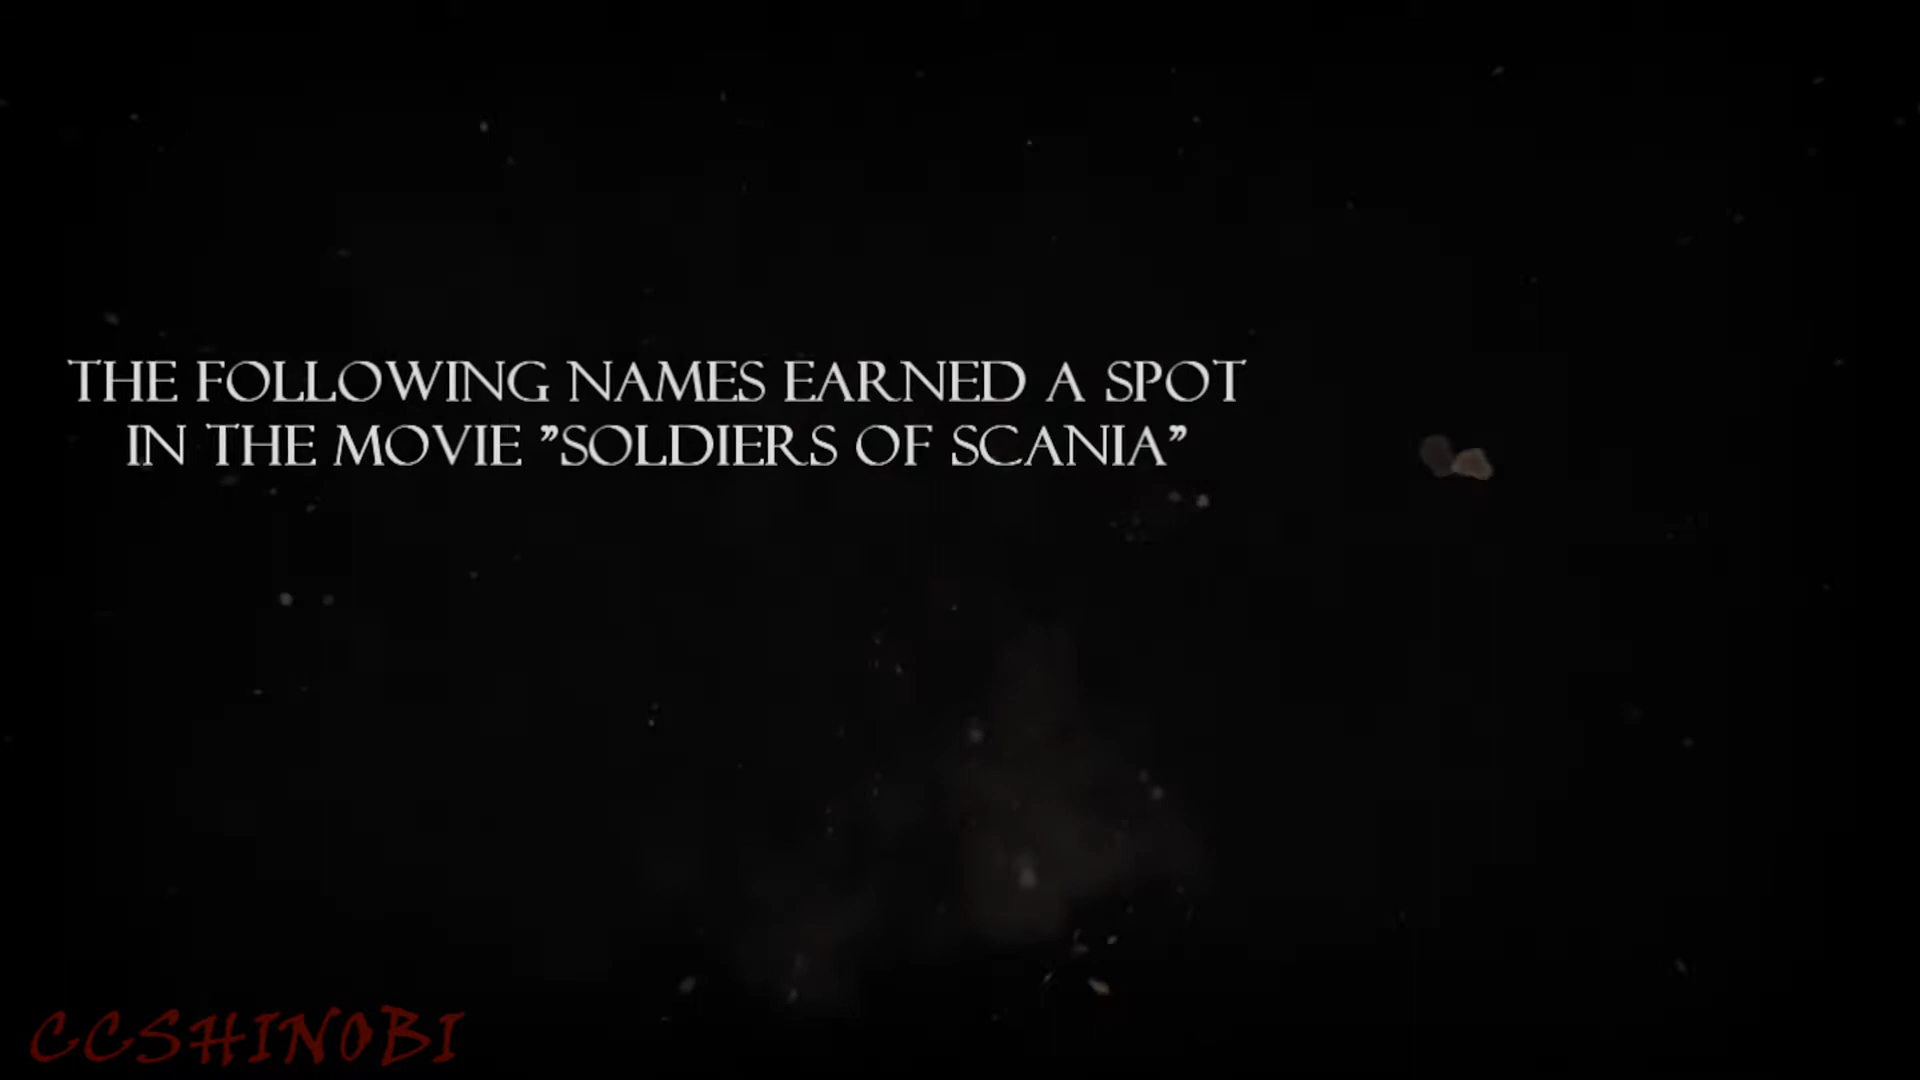 THE FOLLOWING NAMES EARNED A SPOT
IN THE MOVIE "SOLDIERS OF SCANIA"
CCSHINOBI